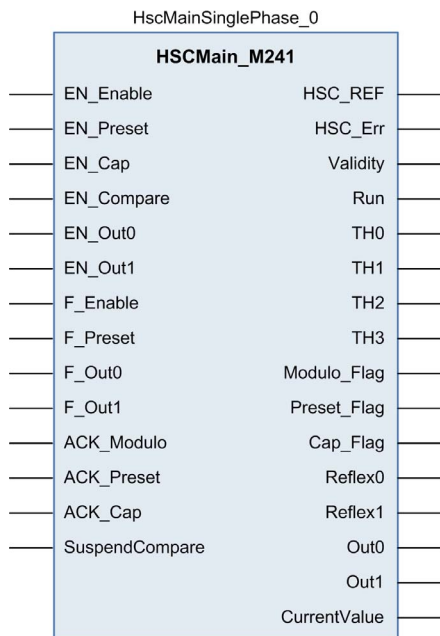 HscMainSinglePhase_0
HSCMain_M241
EN_Enable HSC_REF
EN_Preset HSC_Err
EN_Cap Validity
EN_Compare Run
EN_Out0 TH0
EN_Out1 TH1
F_Enable TH2
F_Preset TH3
F_Out0 Modulo_Flag
F_Out1 Preset_Flag
ACK_Modulo Cap_Flag
ACK_Preset Reflex0
ACK_Cap Reflex1
SuspendCompare Out0
Out1
CurrentValue